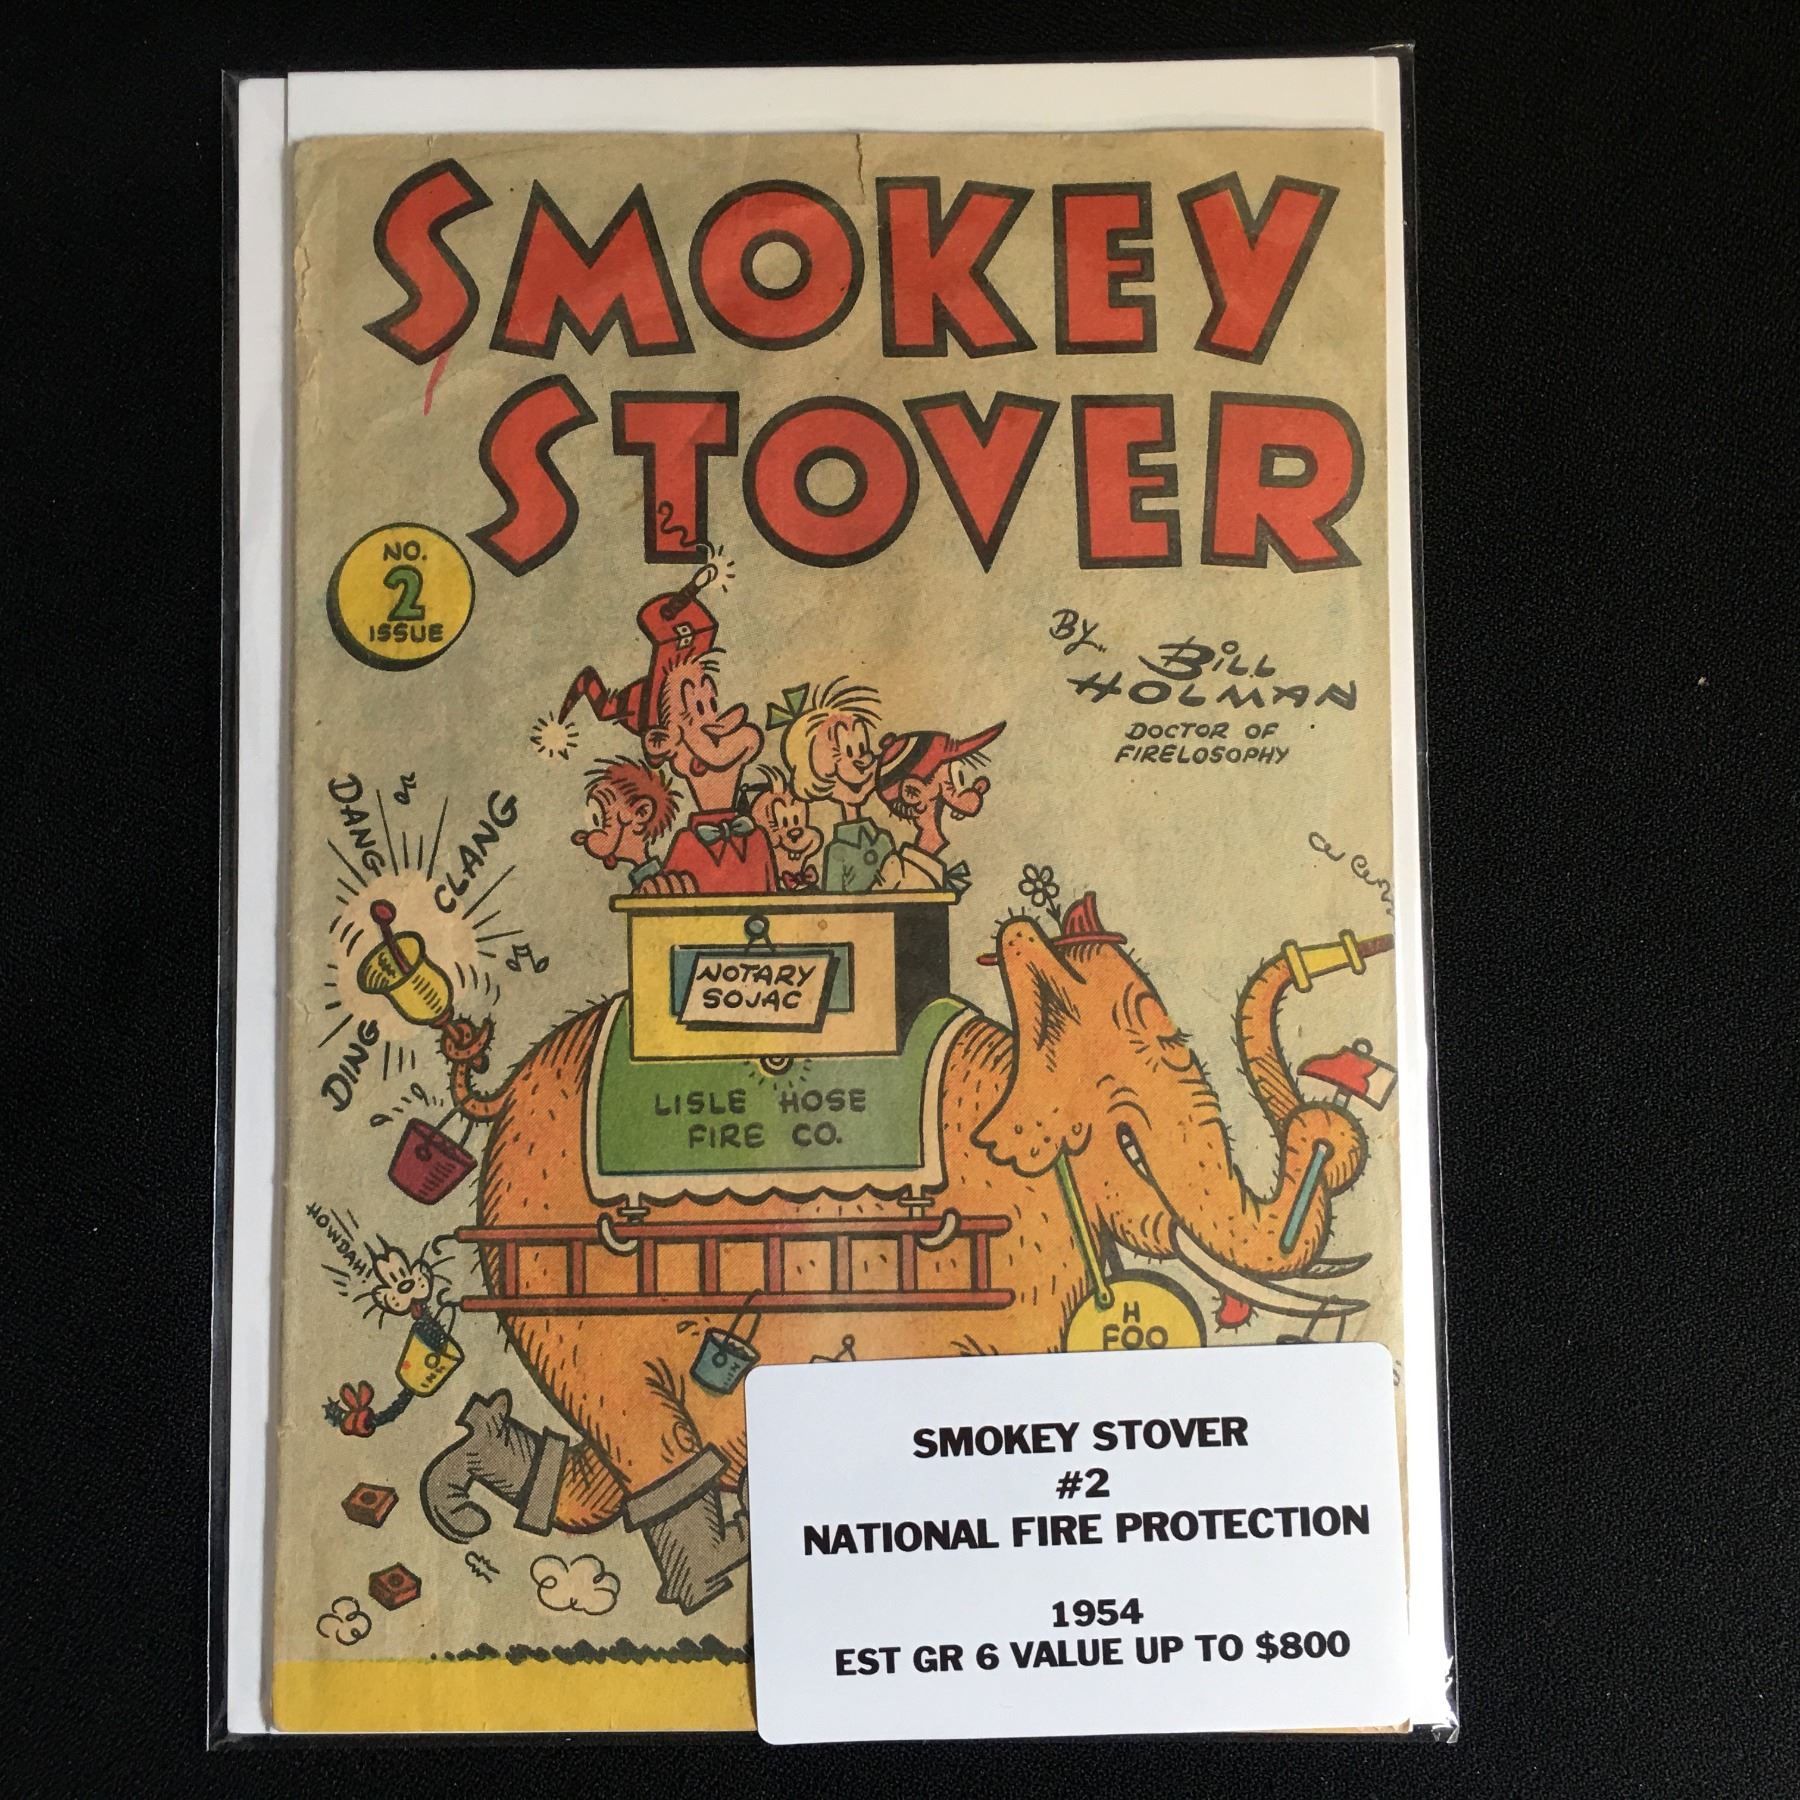 SMOKEY
STOVER
NO.
2
ISSUE
By
BiLL
HOLMAN
DOCTOR OF
FIRELOSOPHY
DANG
CLANG
DING
NOTARY
SOJAC
LISLE HOSE
FIRE CO.
HOWDAH!
H
FOO
SMOKEY STOVER
#2
NATIONAL FIRE PROTECTION
1954
EST GR 6 VALUE UP TO $800